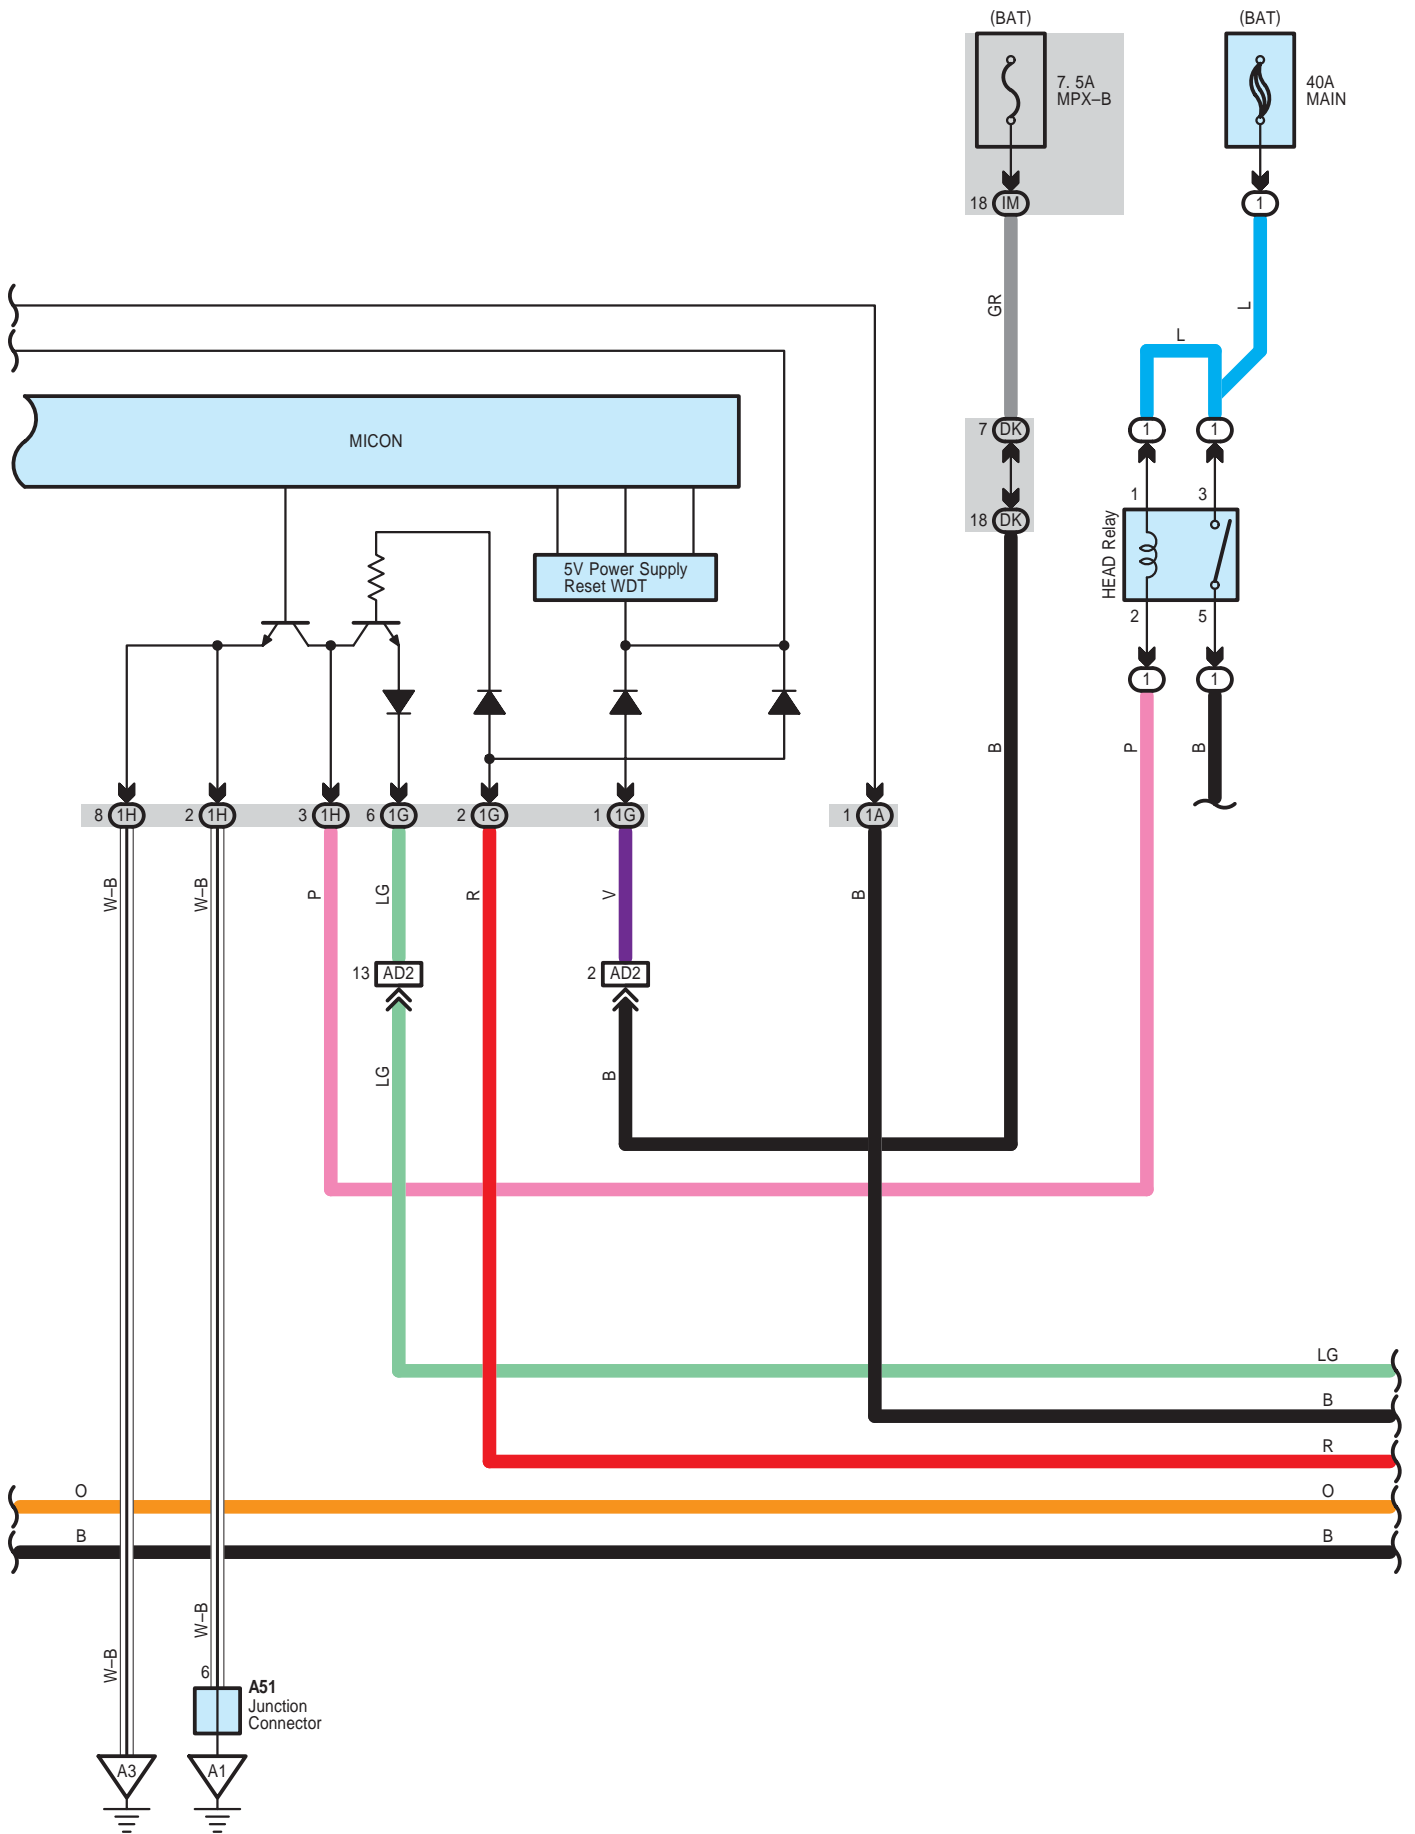 (BAT)
(BAT)
7. 5A
MPX–B
40A
MAIN
18 IM
1
GR
L
L
MICON
7 DK
1
1
18 DK
1
3
HEAD Relay
5V Power Supply
Reset WDT
2
5
1
1
B
P
B
8 1H
2 1H
3 1H
6 1G
2 1G
1 1G
1 1A
W–B
W–B
P
LG
R
V
B
13 AD2
2 AD2
LG
B
LG
B
R
O
O
B
B
W–B
W–B
6
A51
Junction
Connector
A3
A1